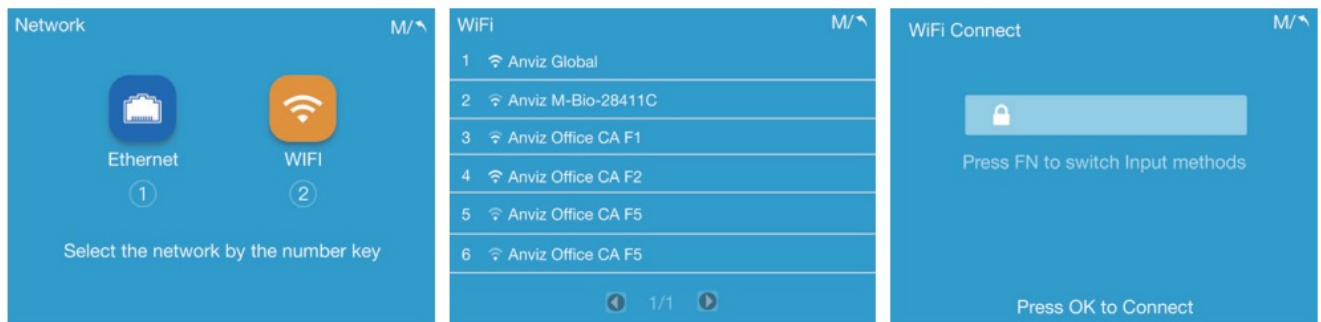 Network
M/
Ethernet
WIFI
1
2
Select the network by the number key
WiFi
M/
1 Anviz Global
2 Anviz M-Bio-28411C
3 Anviz Office CA F1
4 Anviz Office CA F2
5 Anviz Office CA F5
6 Anviz Office CA F5
1/1
WiFi Connect
M/
Press FN to switch Input methods
Press OK to Connect